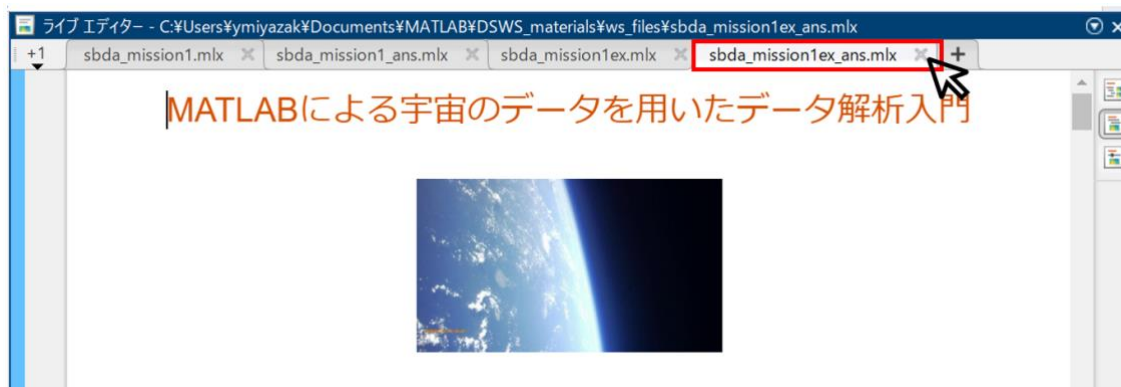 ライブ エディター - C:¥Users¥ymiyazak¥Documents¥MATLAB¥DSWS_materials¥ws_files¥sbda_mission1ex_ans.mlx
+1 sbda_mission1.mlx sbda_mission1_ans.mlx sbda_mission1ex.mlx sbda_mission1ex_ans.mlx +
MATLABによる宇宙のデータを用いたデータ解析入門